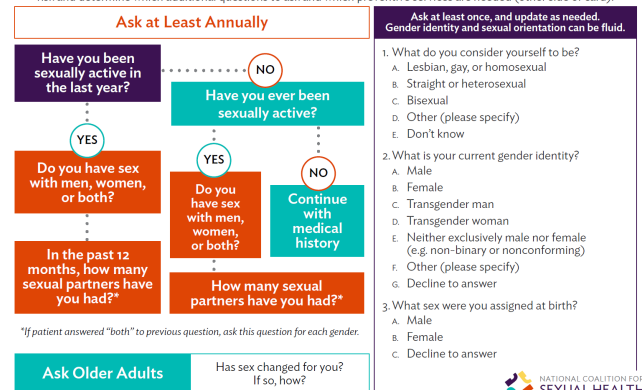 Ask at Least Annually
Have you been
sexually active in
the last year?
NO
Have you ever been
sexually active?
YES
YES
NO
Do you have sex
with men, women,
or both?
Do you
have sex
with men,
women,
or both?
Continue
with
medical
history
In the past 12
months, how many
sexual partners have
you had?*
How many sexual
partners have you had?*
*If patient answered "both" to previous question, ask this question for each gender.
Ask Older Adults
Has sex changed for you?
If so, how?
Ask at least once, and update as needed.
Gender identity and sexual orientation can be fluid.
1. What do you consider yourself to be?
A. Lesbian, gay, or homosexual
B. Straight or heterosexual
C. Bisexual
D. Other (please specify)
E. Don't know
2. What is your current gender identity?
A. Male
B. Female
C. Transgender man
D. Transgender woman
E. Neither exclusively male nor female
(e.g. non-binary or nonconforming)
F. Other (please specify)
G. Decline to answer
3. What sex were you assigned at birth?
A. Male
B. Female
C. Decline to answer
NATIONAL COALITION FOR
SEXUAL HEALTH